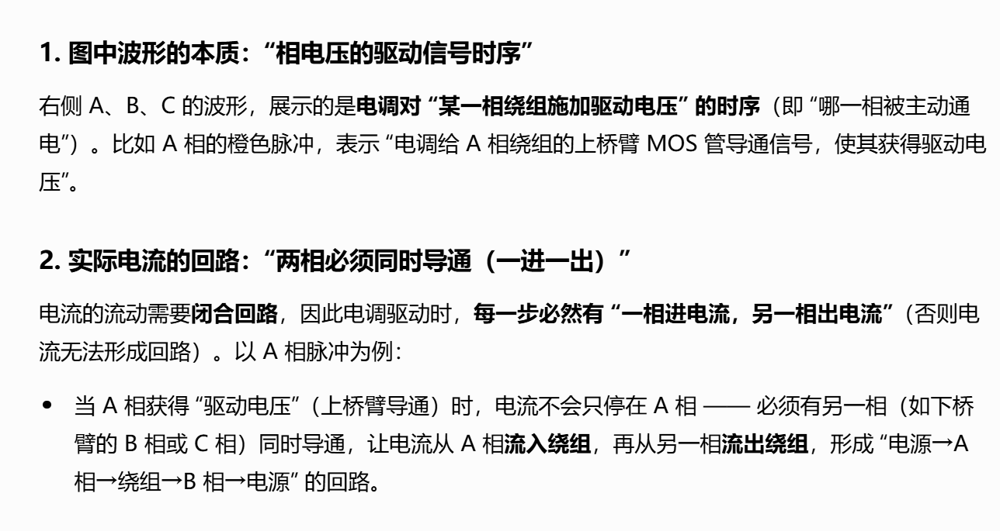 1. 图中波形的本质：“相电压的驱动信号时序”
右侧 A、B、C 的波形，展示的是电调对 “某一相绕组施加驱动电压” 的时序（即 “哪一相被主动通
电”）。比如 A 相的橙色脉冲，表示 “电调给 A 相绕组的上桥臂 MOS 管导通信号，使其获得驱动电
压”。
2. 实际电流的回路：“两相必须同时导通（一进一出）”
电流的流动需要闭合回路，因此电调驱动时，每一步必然有 “一相进电流，另一相出电流”（否则电
流无法形成回路）。以 A 相脉冲为例：
• 当 A 相获得 “驱动电压”（上桥臂导通）时，电流不会只停在 A 相 —— 必须有另一相（如下桥
臂的 B 相或 C 相）同时导通，让电流从 A 相流入绕组，再从另一相流出绕组，形成 “电源→A
相→绕组→B 相→电源” 的回路。